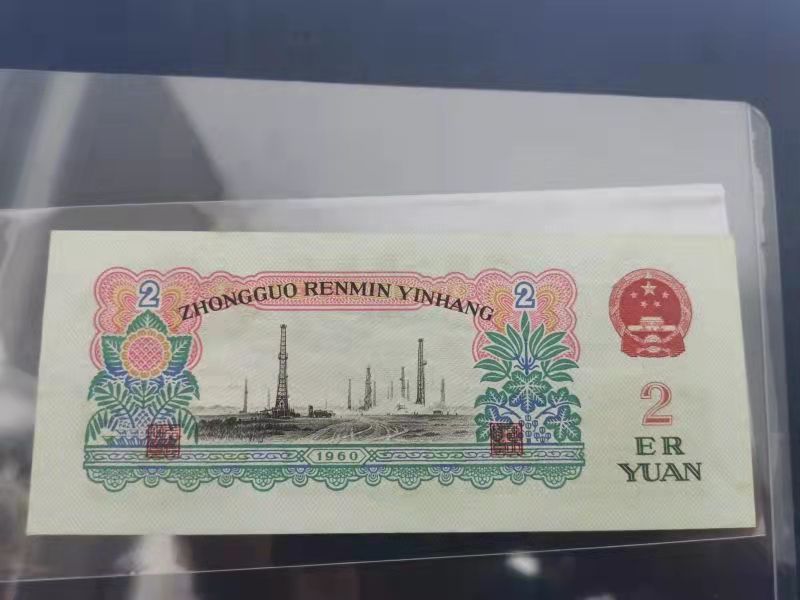 2
2
ZHONGGUO RENMIN YINHANG
1960
2
ER
YUAN